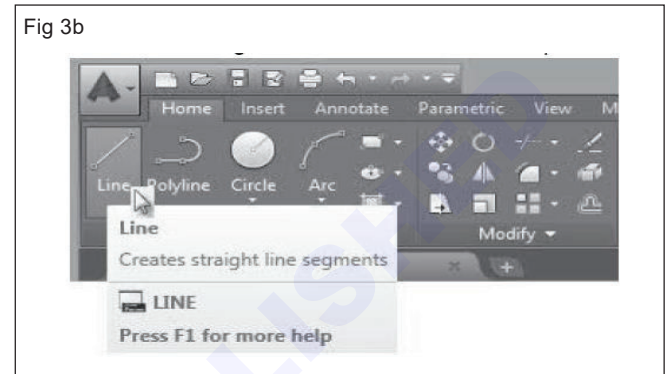 Fig 3b
Home Insert Annotate Parametric View M
Line Polyline Circle Arc
Modify
Line
Creates straight line segments
LINE
Press F1 for more help
LISHED